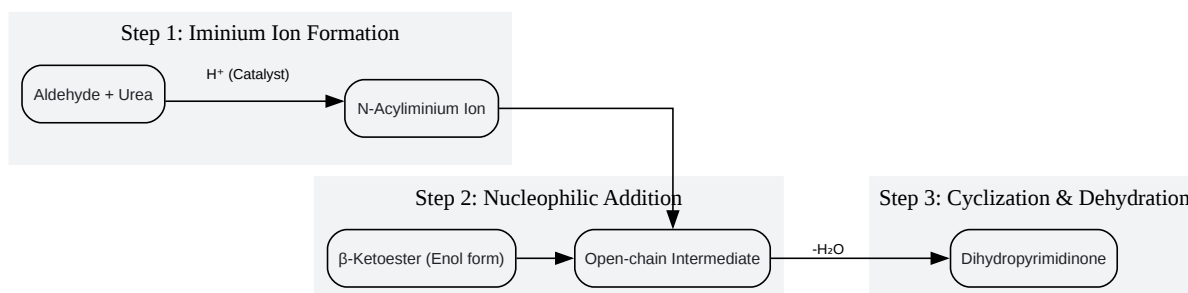 Step 1: Iminium Ion Formation
H⁺ (Catalyst)
Aldehyde + Urea
N-Acyliminium Ion
Step 2: Nucleophilic Addition
Step 3: Cyclization & Dehydration
-H₂O
β-Ketoester (Enol form)
Open-chain Intermediate
Dihydropyrimidinone